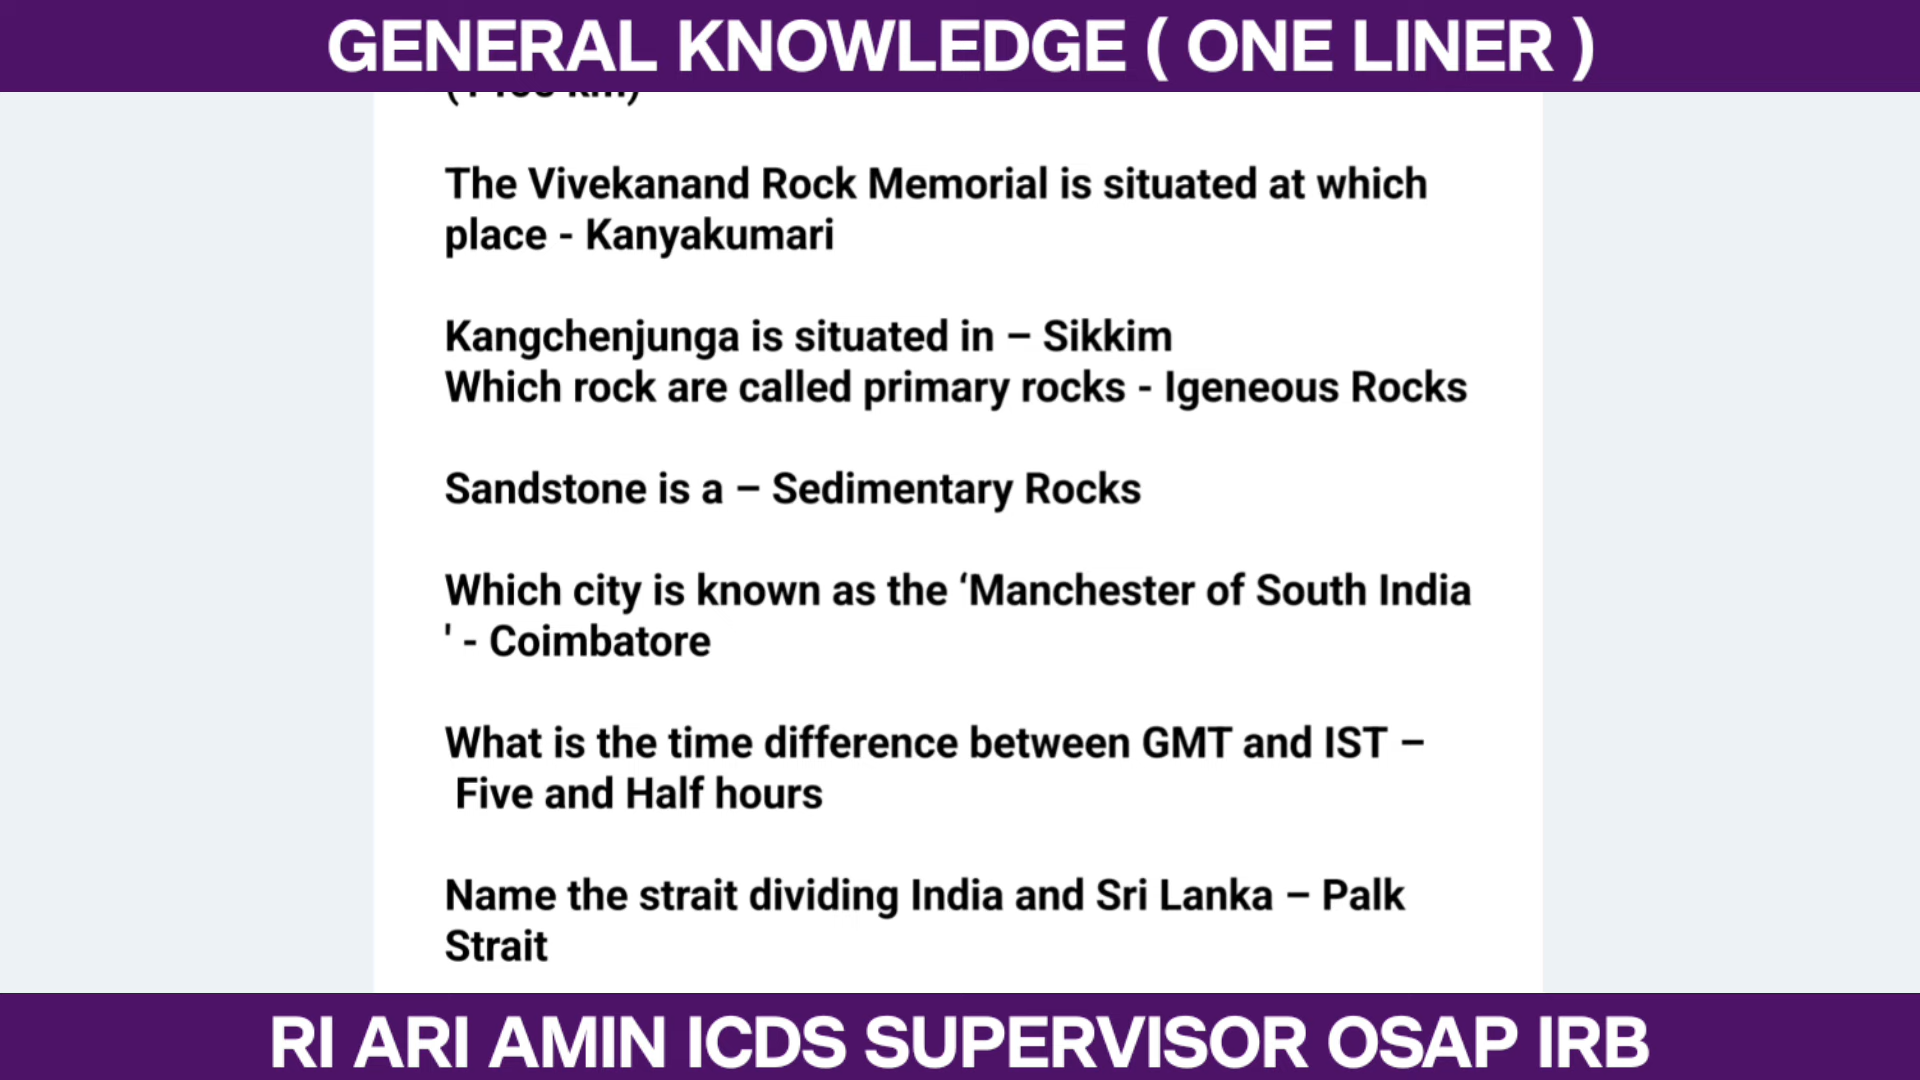 GENERAL KNOWLEDGE ( ONE LINER )
The Vivekanand Rock Memorial is situated at which
place - Kanyakumari
Kangchenjunga is situated in – Sikkim
Which rock are called primary rocks - Igeneous Rocks
Sandstone is a – Sedimentary Rocks
Which city is known as the ‘Manchester of South India
' - Coimbatore
What is the time difference between GMT and IST –
Five and Half hours
Name the strait dividing India and Sri Lanka – Palk
Strait
RI ARI AMIN ICDS SUPERVISOR OSAP IRB